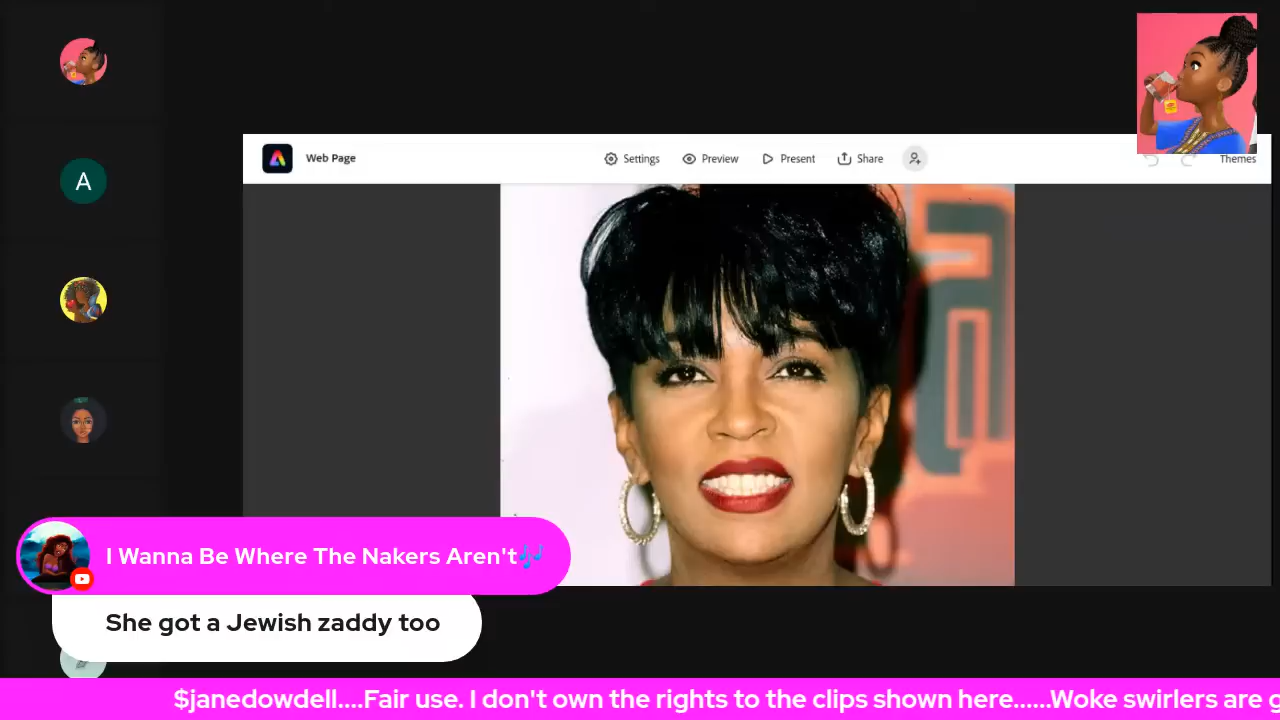 Web Page
Settings
Preview
Present
Share
Themes
A
I Wanna Be Where The Nakers Aren't🎶
She got a Jewish zaddy too
$janedowdell....Fair use. I don't own the rights to the clips shown here......Woke swirlers are g